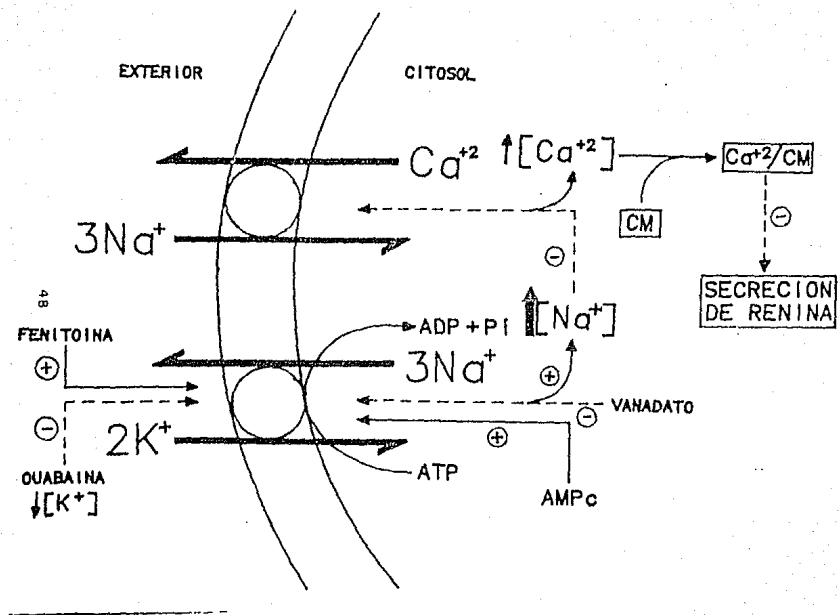 EXTERIOR
CITOSOL
Ca+2
↑[Ca+2]
Ca+2/CM
CM
⊖
3Na+
⊖
SECRECION
DE RENINA
48
ADP + Pi
↑[Na+]
FENITOINA
⊕
3Na+
⊕
⊖
VANADATO
⊖
2K+
⊕
ATP
OUABAINA
↓[K+]
AMPc